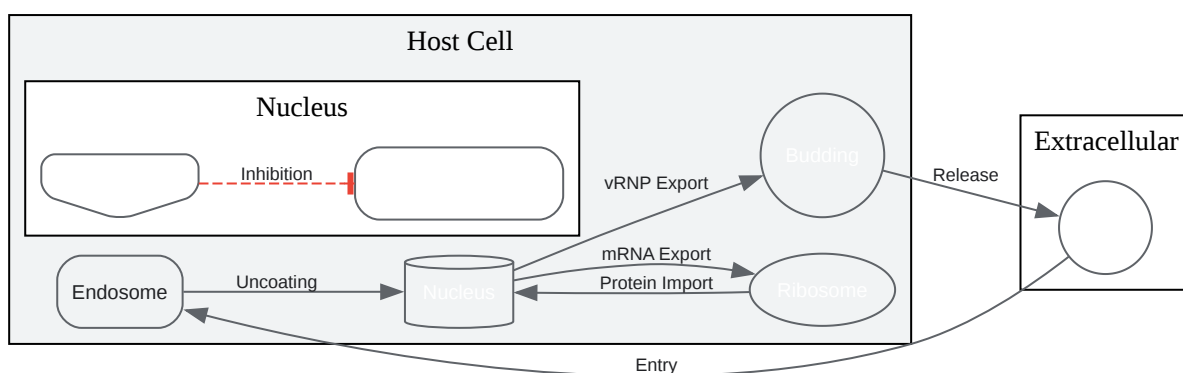 Host Cell
Nucleus
Extracellular
Inhibition
Budding
Release
vRNP Export
mRNA Export
Endosome
Uncoating
Nucleus
Protein Import
Ribosome
Entry